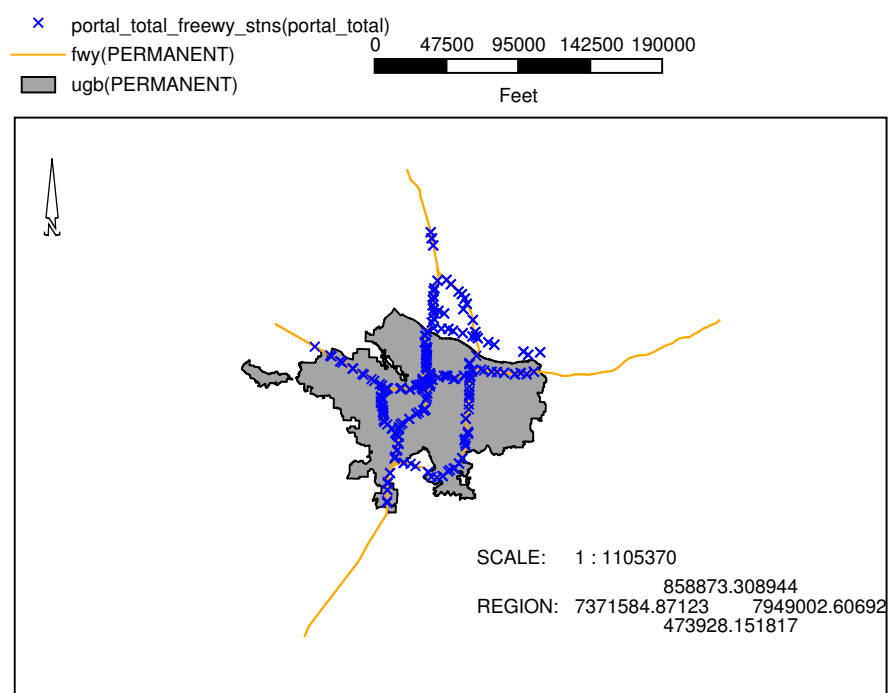 portal_total_freewy_stns(portal_total)
fwy(PERMANENT)
ugb(PERMANENT)
0 47500 95000 142500 190000
Feet
N
SCALE: 1 : 1105370
858873.308944
REGION: 7371584.87123 7949002.60692
473928.151817